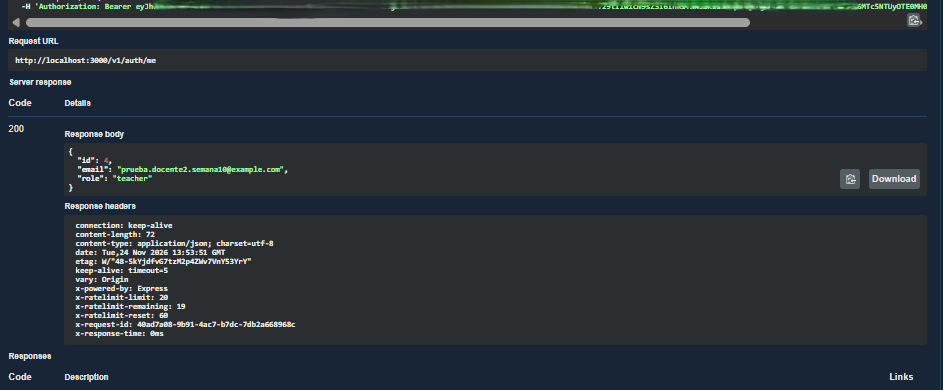 -H 'Authorization: Bearer eyJh
Request URL
http://localhost:3000/v1/auth/me
Server response
Code Details
200
Response body
{
"id": 4,
"email": "prueba.docente2.semana10@example.com",
"role": "teacher"
}
Download
Response headers
connection: keep-alive
content-length: 72
content-type: application/json; charset=utf-8
date: Tue,24 Nov 2026 13:53:51 GMT
etag: W/"48-5kYjdfvG7tzM2p4ZWv7VnY53YrY"
keep-alive: timeout=5
vary: Origin
x-powered-by: Express
x-ratelimit-limit: 20
x-ratelimit-remaining: 19
x-ratelimit-reset: 60
x-request-id: 40ad7a08-9b91-4ac7-b7dc-7db2a668968c
x-response-time: 0ms
Responses
Code Description Links